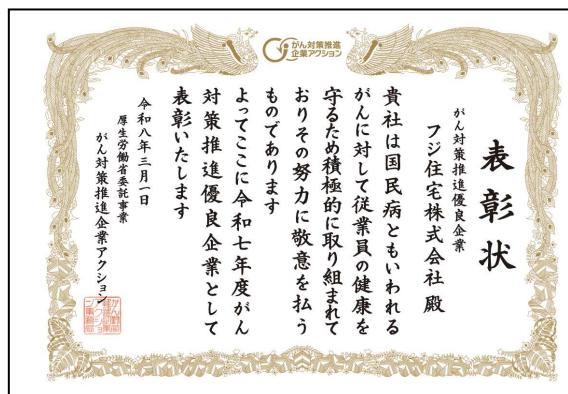 がん対策推進
企業アクション
表彰状
がん対策推進優良企業
フジ住宅株式会社 殿
貴社は国民病ともいわれる
がんに対して従業員の健康を
守るため積極的に取り組まれて
おりその努力に敬意を払う
ものであります
よってここに令和七年度がん
対策推進優良企業として
表彰いたします
令和八年三月一日
厚生労働省委託事業
がん対策推進企業アクション